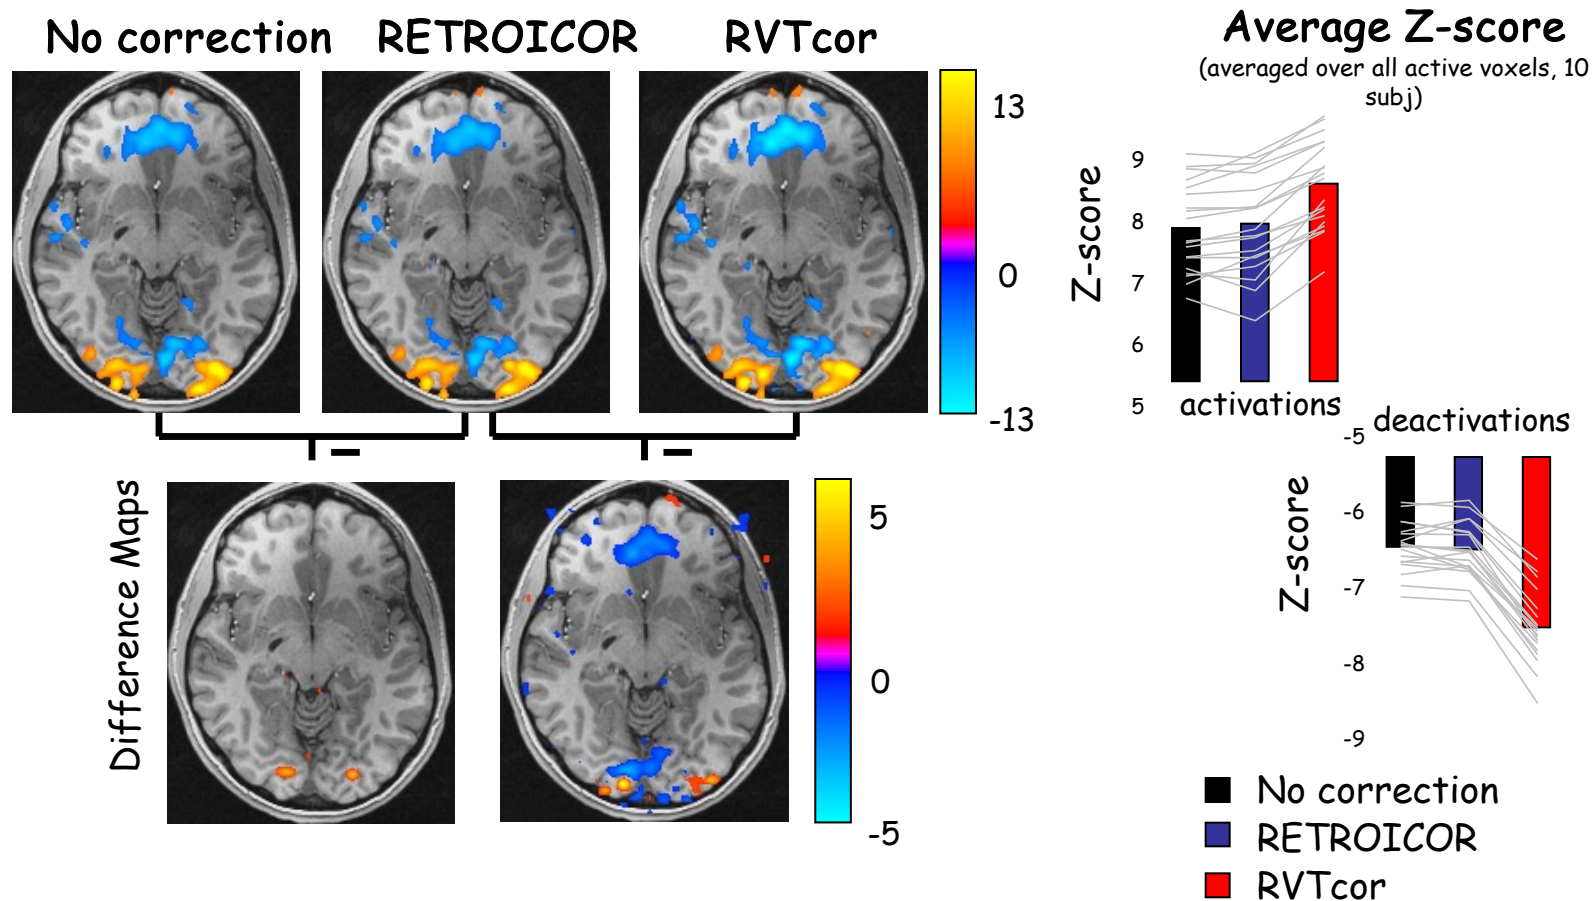 No correction
RETROICOR
RVTcor
13
0
-13
Difference Maps
5
0
-5
Average Z-score
(averaged over all active voxels, 10
subj)
Z-score
9
8
7
6
5
activations
deactivations
-5
Z-score
-6
-7
-8
-9
No correction
RETROICOR
RVTcor